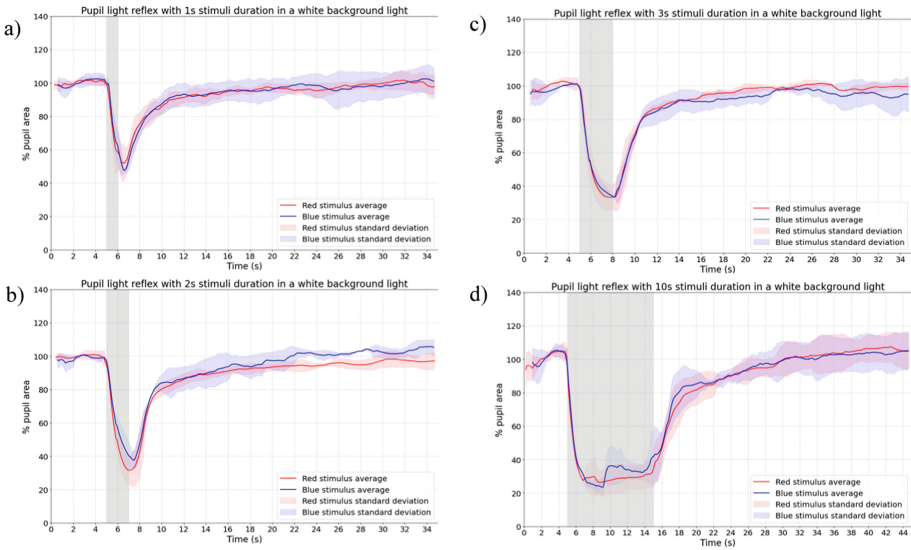 a)
Pupil light reflex with 1s stimuli duration in a white background light
% pupil area
140
120
100
80
60
40
20
0
0 2 4 6 8 10 12 14 16 18 20 22 24 26 28 30 32 34
Time (s)
Red stimulus average
Blue stimulus average
Red stimulus standard deviation
Blue stimulus standard deviation
b)
Pupil light reflex with 2s stimuli duration in a white background light
% pupil area
140
120
100
80
60
40
20
0
0 2 4 6 8 10 12 14 16 18 20 22 24 26 28 30 32 34
Time (s)
Red stimulus average
Blue stimulus average
Red stimulus standard deviation
Blue stimulus standard deviation
c)
Pupil light reflex with 3s stimuli duration in a white background light
% pupil area
140
120
100
80
60
40
20
0
0 2 4 6 8 10 12 14 16 18 20 22 24 26 28 30 32 34
Time (s)
Red stimulus average
Blue stimulus average
Red stimulus standard deviation
Blue stimulus standard deviation
d)
Pupil light reflex with 10s stimuli duration in a white background light
% pupil area
140
120
100
80
60
40
20
0
0 2 4 6 8 10 12 14 16 18 20 22 24 26 28 30 32 34 36 38 40 42 44
Time (s)
Red stimulus average
Blue stimulus average
Red stimulus standard deviation
Blue stimulus standard deviation